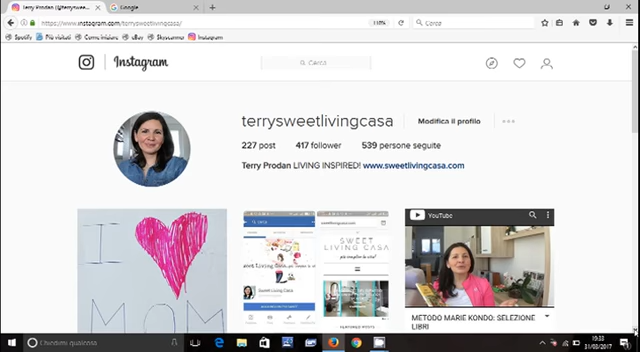 Terry Prodan (@terryswee...
Google
https://www.instagram.com/terrysweetlivingcasa/
Cerca
Spotify Più visitati Come iniziare eBay Skyscanner Instagram
Instagram
Cerca
terrysweetlivingcasa Modifica il profilo
227 post 417 follower 539 persone seguite
Terry Prodan LIVING INSPIRED! www.sweetlivingcasa.com
I
MOM
SWEET
LIVING CASA
YouTube
METODO MARIE KONDO: SELEZIONE
LIBRI
Chiedimi qualcosa
19:33
31/03/2017